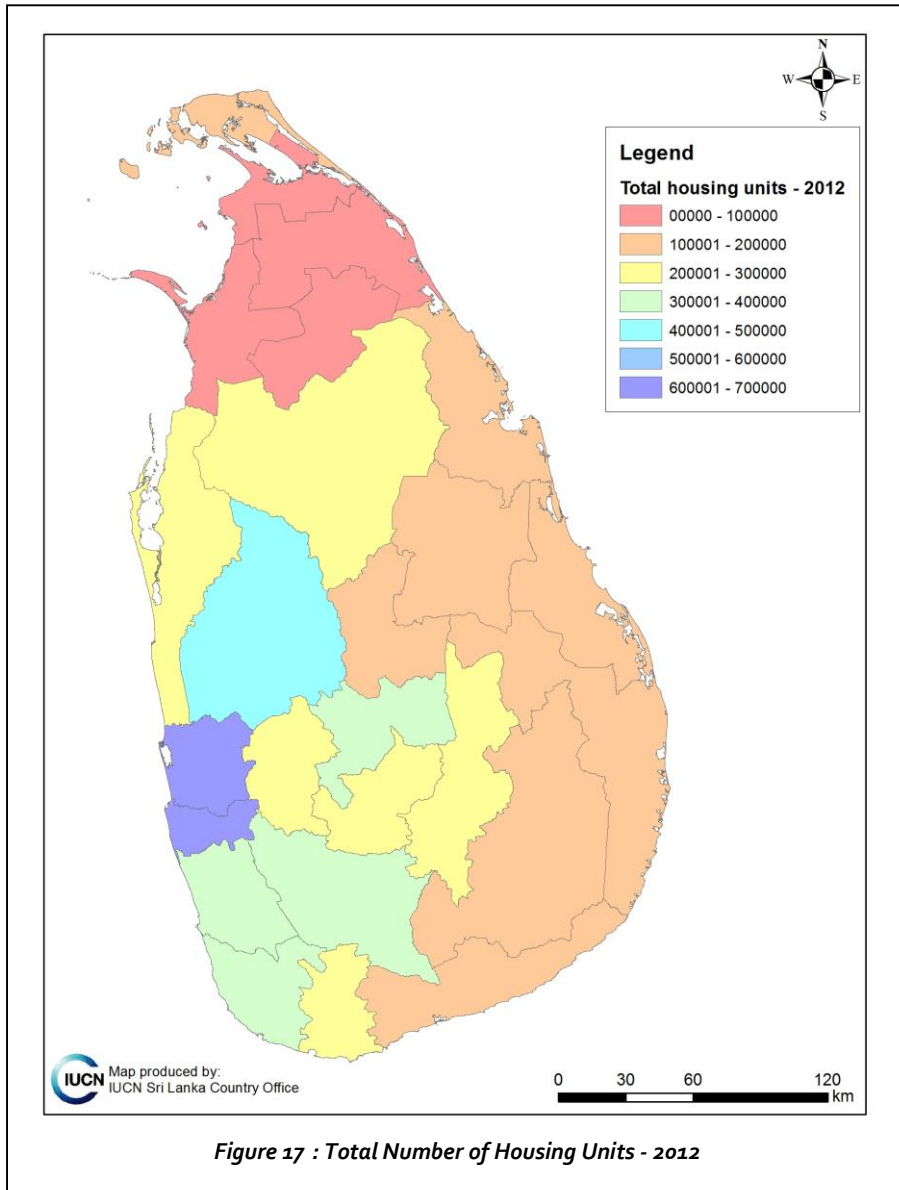 N
W E
S
Legend
Total housing units - 2012
00000 - 100000
100001 - 200000
200001 - 300000
300001 - 400000
400001 - 500000
500001 - 600000
600001 - 700000
IUCN
Map produced by:
IUCN Sri Lanka Country Office
0 30 60 120
km
Figure 17 : Total Number of Housing Units - 2012